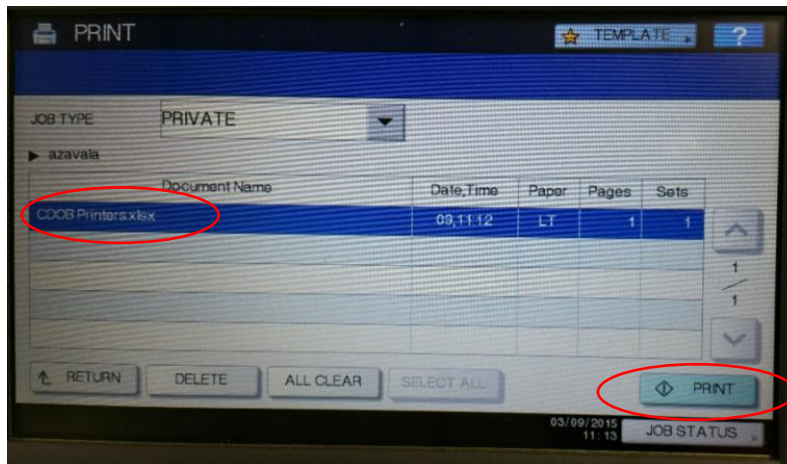 PRINT
TEMPLATE
?
JOB TYPE
PRIVATE
azavala
Document Name
Date,Time
Paper
Pages
Sets
CDOB Printers.xlsx
09,11:12
LT
1
1
1
1
RETURN
DELETE
ALL CLEAR
SELECT ALL
PRINT
03/09/2015
11:13
JOB STATUS